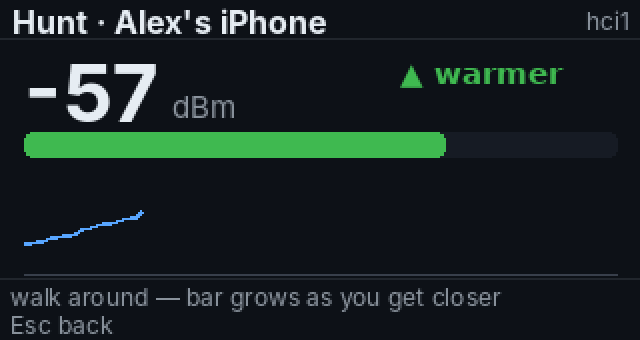 Hunt · Alex's iPhone hci1
-57 dBm ▲ warmer
walk around — bar grows as you get closer
Esc back